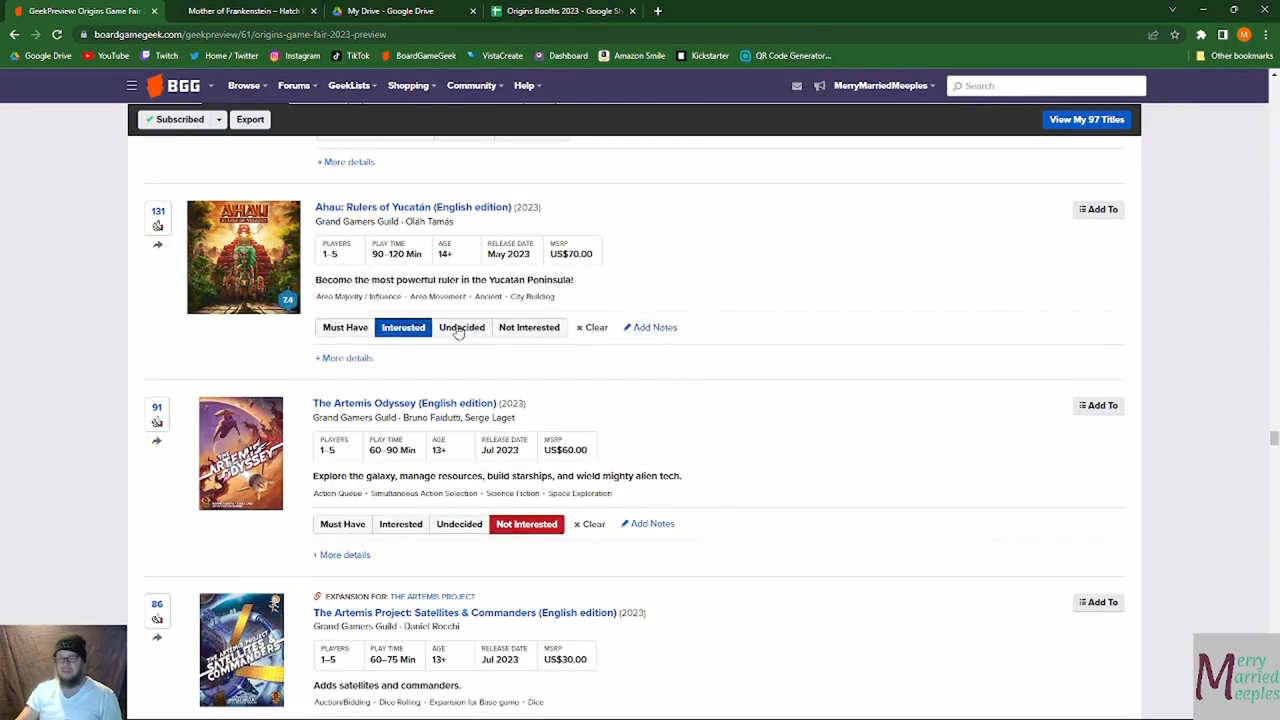 GeekPreview: Origins Game Fair
Mother of Frankenstein – Hatch
My Drive - Google Drive
Origins Booths 2023 - Google Sh
boardgamegeek.com/geekpreview/61/origins-game-fair-2023-preview
M
Google Drive
YouTube
Twitch
Home / Twitter
Instagram
TikTok
BoardGameGeek
VistaCreate
Dashboard
Amazon Smile
Kickstarter
QR Code Generator...
Other bookmarks
BGG
Browse
Forums
GeekLists
Shopping
Community
Help
MerryMarriedMeeples
Search
Subscribed
Export
View My 97 Titles
+ More details
131
AHAU
Ahau: Rulers of Yucatán (English edition) (2023)
Grand Gamers Guild · Oláh Tamás
PLAYERS PLAY TIME AGE RELEASE DATE MSRP
1–5 90–120 Min 14+ May 2023 US$70.00
7.4
Become the most powerful ruler in the Yucatán Peninsula!
Area Majority / Influence · Area Movement · Ancient · City Building
Must Have Interested Undecided Not Interested × Clear Add Notes
+ More details
Add To
91
THE ARTEMIS ODYSSEY
The Artemis Odyssey (English edition) (2023)
Grand Gamers Guild · Bruno Faidutti, Serge Laget
PLAYERS PLAY TIME AGE RELEASE DATE MSRP
1–5 60–90 Min 13+ Jul 2023 US$60.00
Explore the galaxy, manage resources, build starships, and wield mighty alien tech.
Action Queue · Simultaneous Action Selection · Science Fiction · Space Exploration
Must Have Interested Undecided Not Interested × Clear Add Notes
+ More details
Add To
86
THE ARTEMIS PROJECT
SATELLITES & COMMANDERS
EXPANSION FOR: THE ARTEMIS PROJECT
The Artemis Project: Satellites & Commanders (English edition) (2023)
Grand Gamers Guild · Daniel Rocchi
PLAYERS PLAY TIME AGE RELEASE DATE MSRP
1–5 60–75 Min 13+ Jul 2023 US$30.00
Adds satellites and commanders.
Auction/Bidding · Dice Rolling · Expansion for Base-game · Dice
Add To
Merry
Married
Meeples